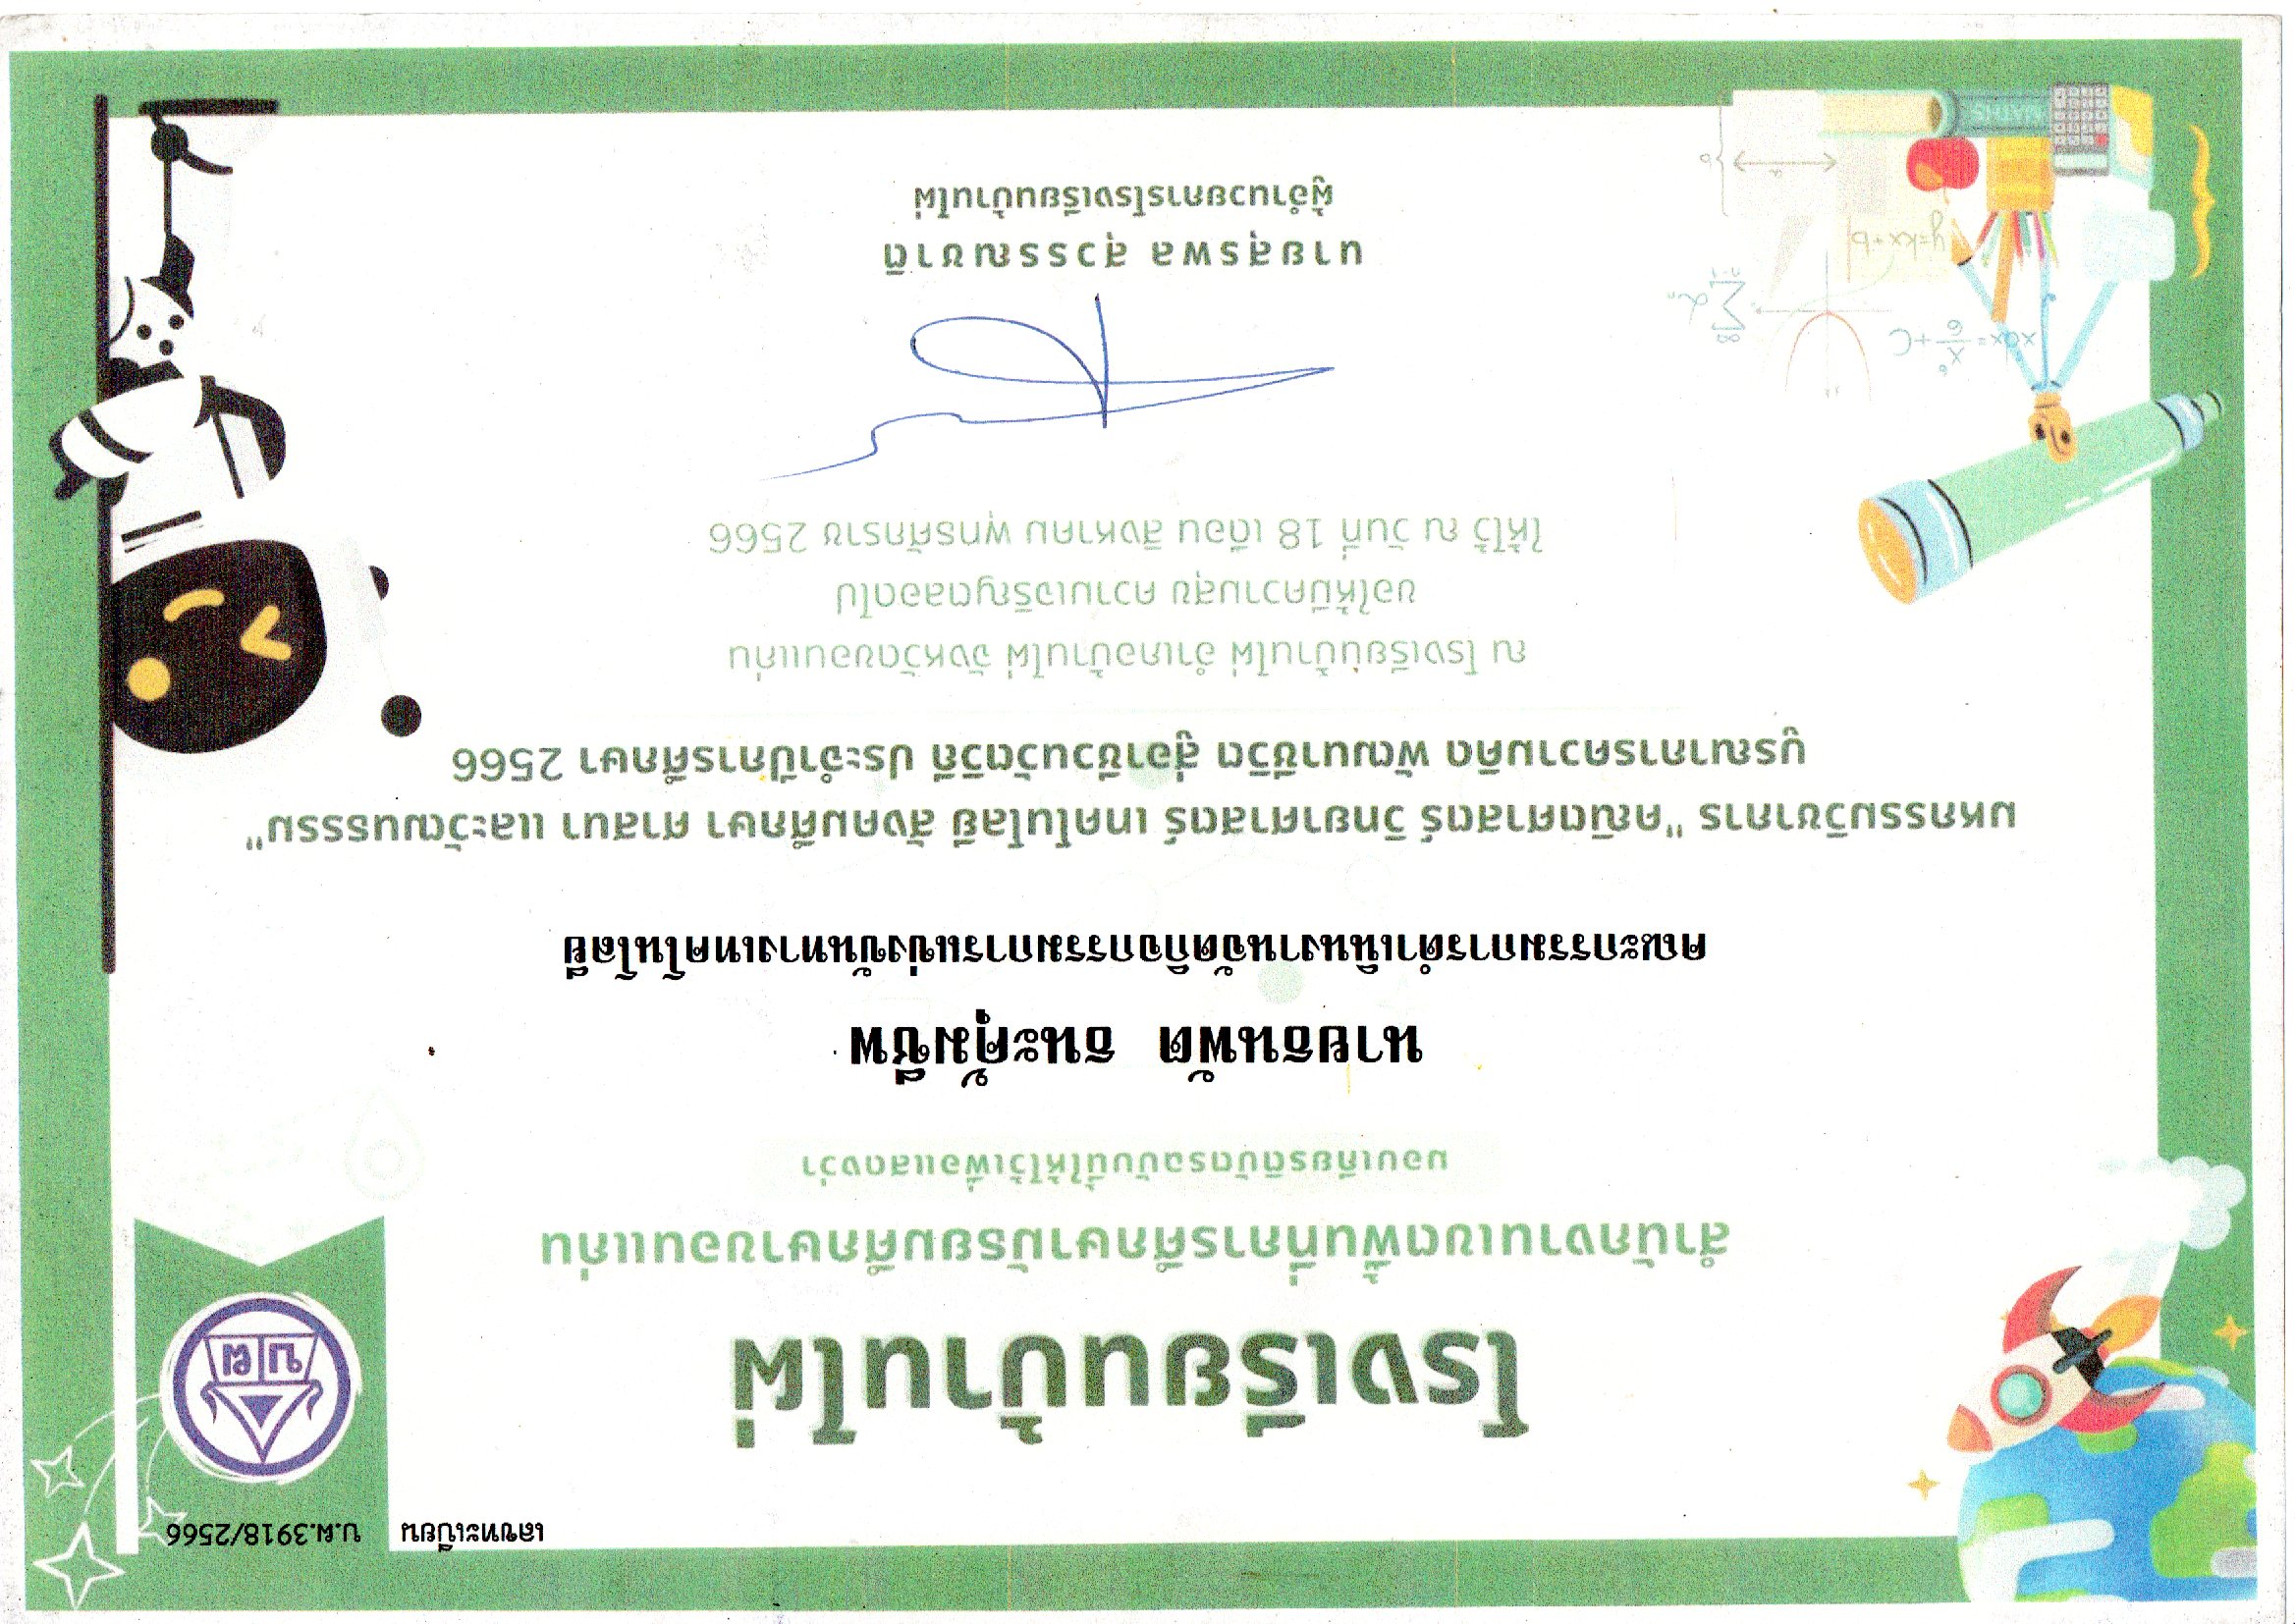 เลขทะเบียน บ.ผ.3918/2566
บ ผ
โรงเรียนบ้านไผ่
สำนักงานเขตพื้นที่การศึกษามัธยมศึกษาขอนแก่น
มอบเกียรติบัตรฉบับนี้ให้ไว้เพื่อแสดงว่า
นายธนพัต ธนะคุ้มชีพ
คณะกรรมการดำเนินงานจัดกิจกรรมการแข่งขันทางเทคโนโลยี
มหกรรมวิชาการ "คณิตศาสตร์ วิทยาศาสตร์ เทคโนโลยี สังคมศึกษา ศาสนา และวัฒนธรรม"
บูรณาการความคิด พัฒนาชีวิต สู่อาชีวนวัตวิถี ประจำปีการศึกษา 2566
ณ โรงเรียนบ้านไผ่ อำเภอบ้านไผ่ จังหวัดขอนแก่น
ขอให้มีความสุข ความเจริญตลอดไป
ให้ไว้ ณ วันที่ 18 เดือน สิงหาคม พุทธศักราช 2566
นายสุรพล สุวรรณชาติ
ผู้อำนวยการโรงเรียนบ้านไผ่
xdx = x⁶/6 + C
y=kx+b
a
b
MATHS